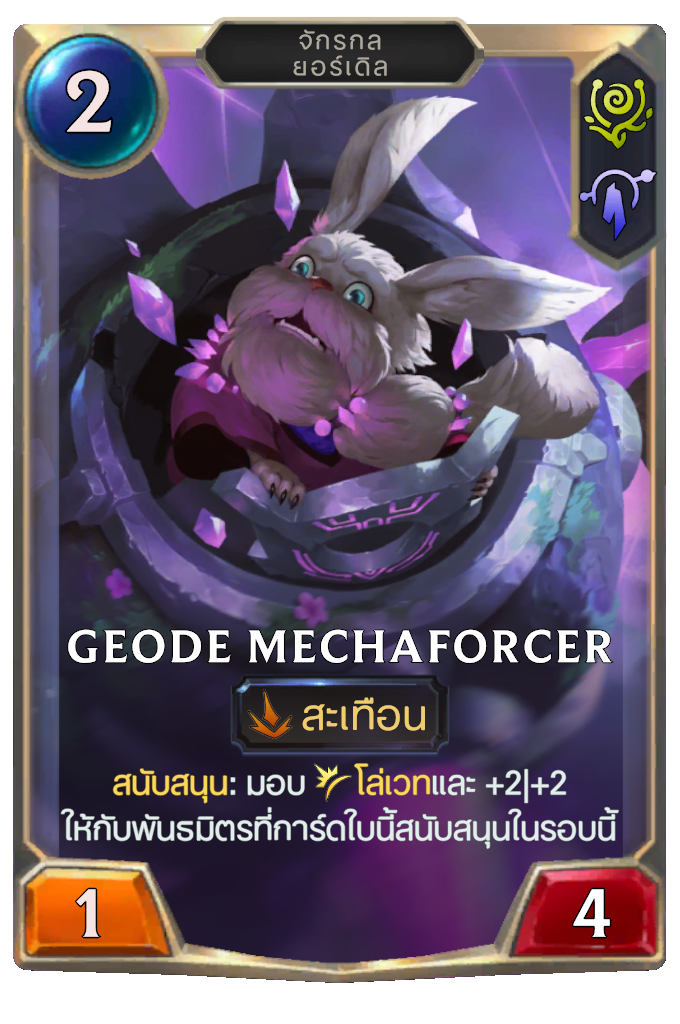 จักรกล
ยอร์เดิล
2
GEODE MECHAFORCER
สะเทือน
สนับสนุน: มอบ โล่เวทและ +2|+2
ให้กับพันธมิตรที่การ์ดใบนี้สนับสนุนในรอบนี้
1
4